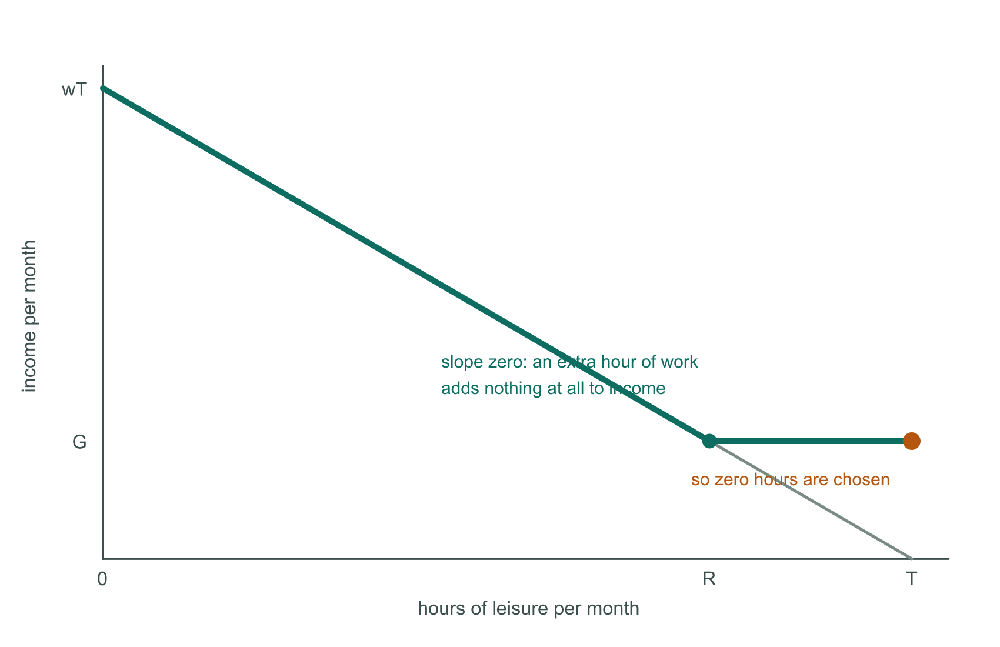 wT
income per month
slope zero: an extra hour of work
adds nothing at all to income
G
so zero hours are chosen
0
R
T
hours of leisure per month